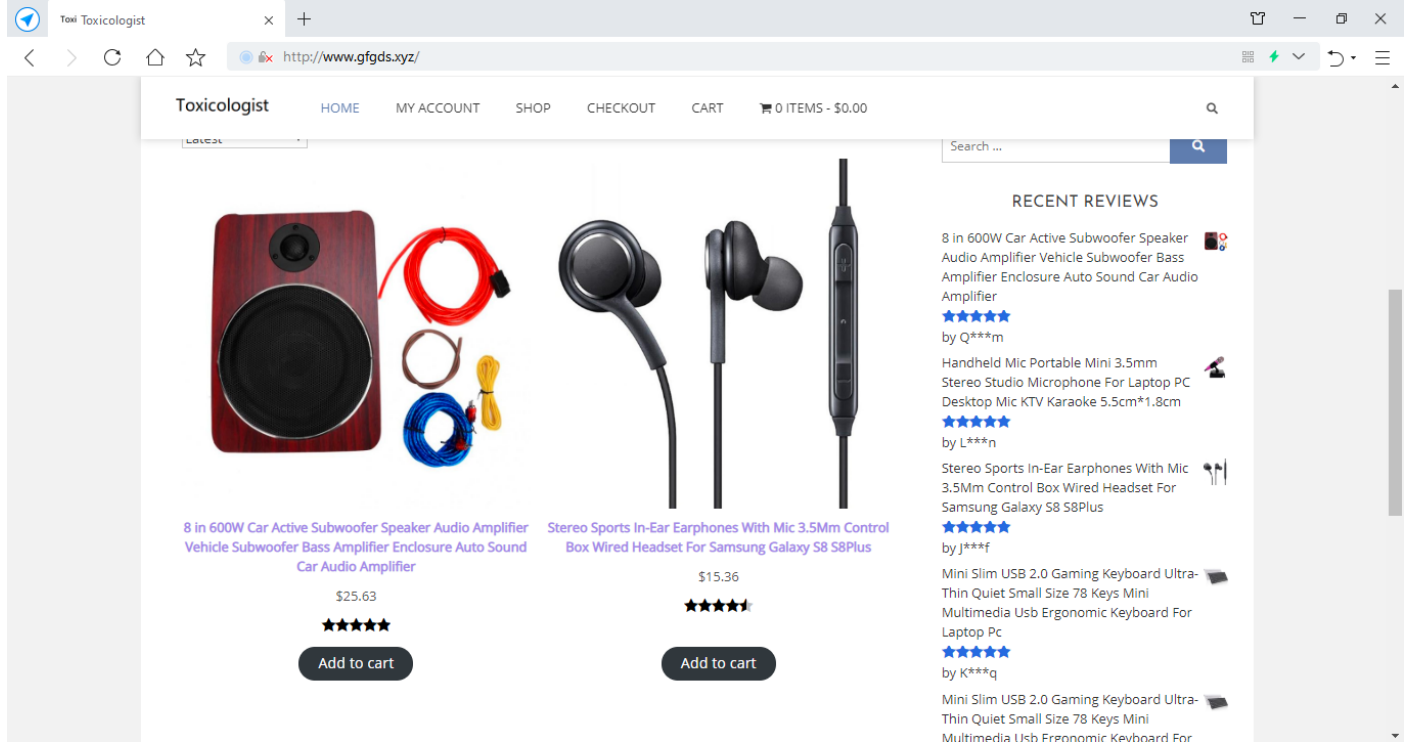 Toxi Toxicologist
http://www.gfgds.xyz/
Toxicologist
HOME
MY ACCOUNT
SHOP
CHECKOUT
CART
0 ITEMS - $0.00
Latest
Search ...
8 in 600W Car Active Subwoofer Speaker Audio Amplifier
Vehicle Subwoofer Bass Amplifier Enclosure Auto Sound
Car Audio Amplifier
$25.63
Add to cart
Stereo Sports In-Ear Earphones With Mic 3.5Mm Control
Box Wired Headset For Samsung Galaxy S8 S8Plus
$15.36
Add to cart
RECENT REVIEWS
8 in 600W Car Active Subwoofer Speaker
Audio Amplifier Vehicle Subwoofer Bass
Amplifier Enclosure Auto Sound Car Audio
Amplifier
by Q***m
Handheld Mic Portable Mini 3.5mm
Stereo Studio Microphone For Laptop PC
Desktop Mic KTV Karaoke 5.5cm*1.8cm
by L***n
Stereo Sports In-Ear Earphones With Mic
3.5Mm Control Box Wired Headset For
Samsung Galaxy S8 S8Plus
by J***f
Mini Slim USB 2.0 Gaming Keyboard Ultra-
Thin Quiet Small Size 78 Keys Mini
Multimedia Usb Ergonomic Keyboard For
Laptop Pc
by K***q
Mini Slim USB 2.0 Gaming Keyboard Ultra-
Thin Quiet Small Size 78 Keys Mini
Multimedia Usb Ergonomic Keyboard For